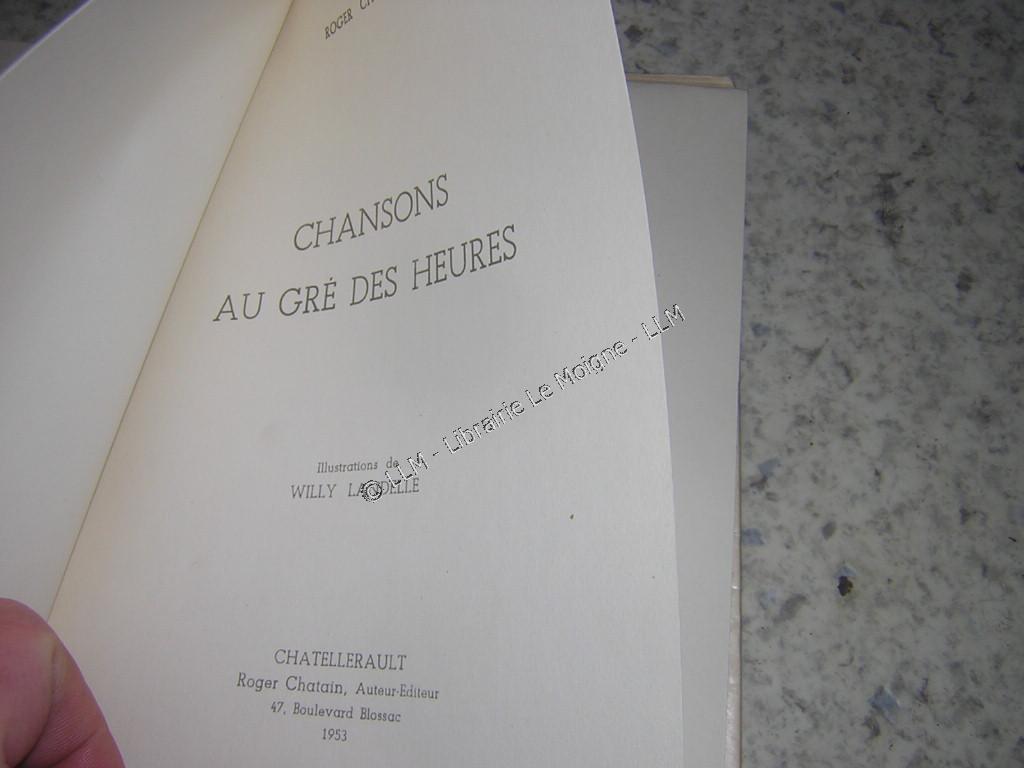 ROGER
CHANSONS
AU GRÉ DES HEURES
Illustrations de
WILLY
© LLM - Librairie Le Moigne - LLM
CHATELLERAULT
Roger Chatain, Auteur-Editeur
47, Boulevard Blossac
1953